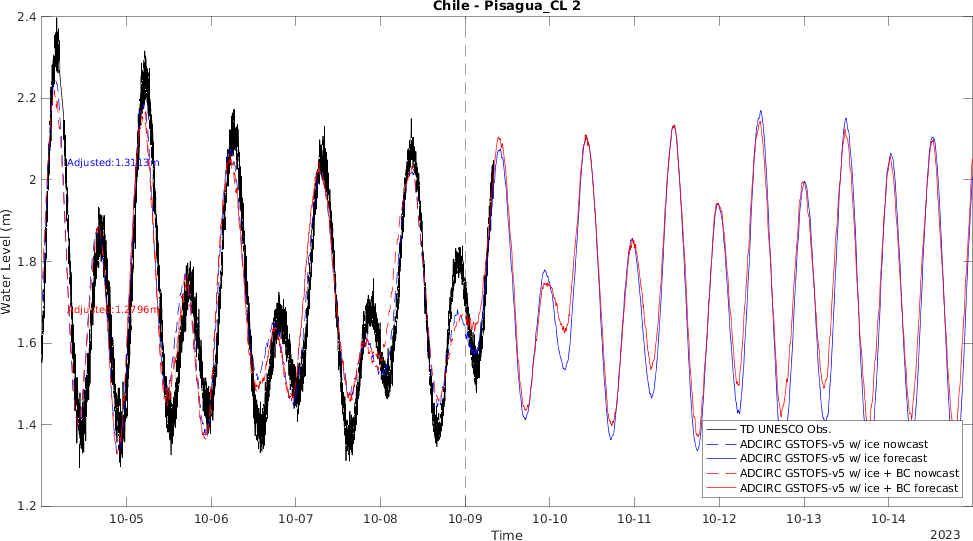 Chile - Pisagua_CL 2
2.4
2.2
2
1.8
1.6
1.4
1.2
Water Level (m)
Adjusted:1.3113m
Adjusted:1.2796m
TD UNESCO Obs.
ADCIRC GSTOFS-v5 w/ ice nowcast
ADCIRC GSTOFS-v5 w/ ice forecast
ADCIRC GSTOFS-v5 w/ ice + BC nowcast
ADCIRC GSTOFS-v5 w/ ice + BC forecast
10-05 10-06 10-07 10-08 10-09 10-10 10-11 10-12 10-13 10-14
Time
2023